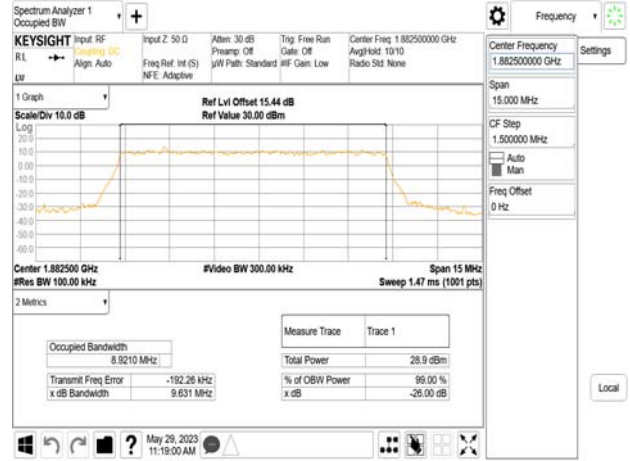 Spectrum Analyzer 1
Occupied BW
Frequency
KEYSIGHT
RL
Input: RF
Coupling: DC
Align: Auto
Input Z: 50 Ω
Freq Ref: Int (S)
NFE: Adaptive
Atten: 30 dB
Preamp: Off
µW Path: Standard
Trig: Free Run
Gate: Off
#IF Gain: Low
Center Freq: 1.882500000 GHz
Avg|Hold: 10/10
Radio Std: None
Center Frequency
1.882500000 GHz
Settings
Span
15.000 MHz
CF Step
1.500000 MHz
Auto
Man
Freq Offset
0 Hz
Local
1 Graph
Scale/Div 10.0 dB
Ref Lvl Offset 15.44 dB
Ref Value 30.00 dBm
Log
20.0
10.0
0.00
-10.0
-20.0
-30.0
-40.0
-50.0
-60.0
Center 1.882500 GHz
#Res BW 100.00 kHz
#Video BW 300.00 kHz
Span 15 MHz
Sweep 1.47 ms (1001 pts)
2 Metrics
Measure Trace Trace 1
Occupied Bandwidth
8.9210 MHz
Total Power 28.9 dBm
Transmit Freq Error -192.26 kHz
% of OBW Power 99.00 %
x dB Bandwidth 9.631 MHz
x dB -26.00 dB
?
May 29, 2023
11:19:00 AM